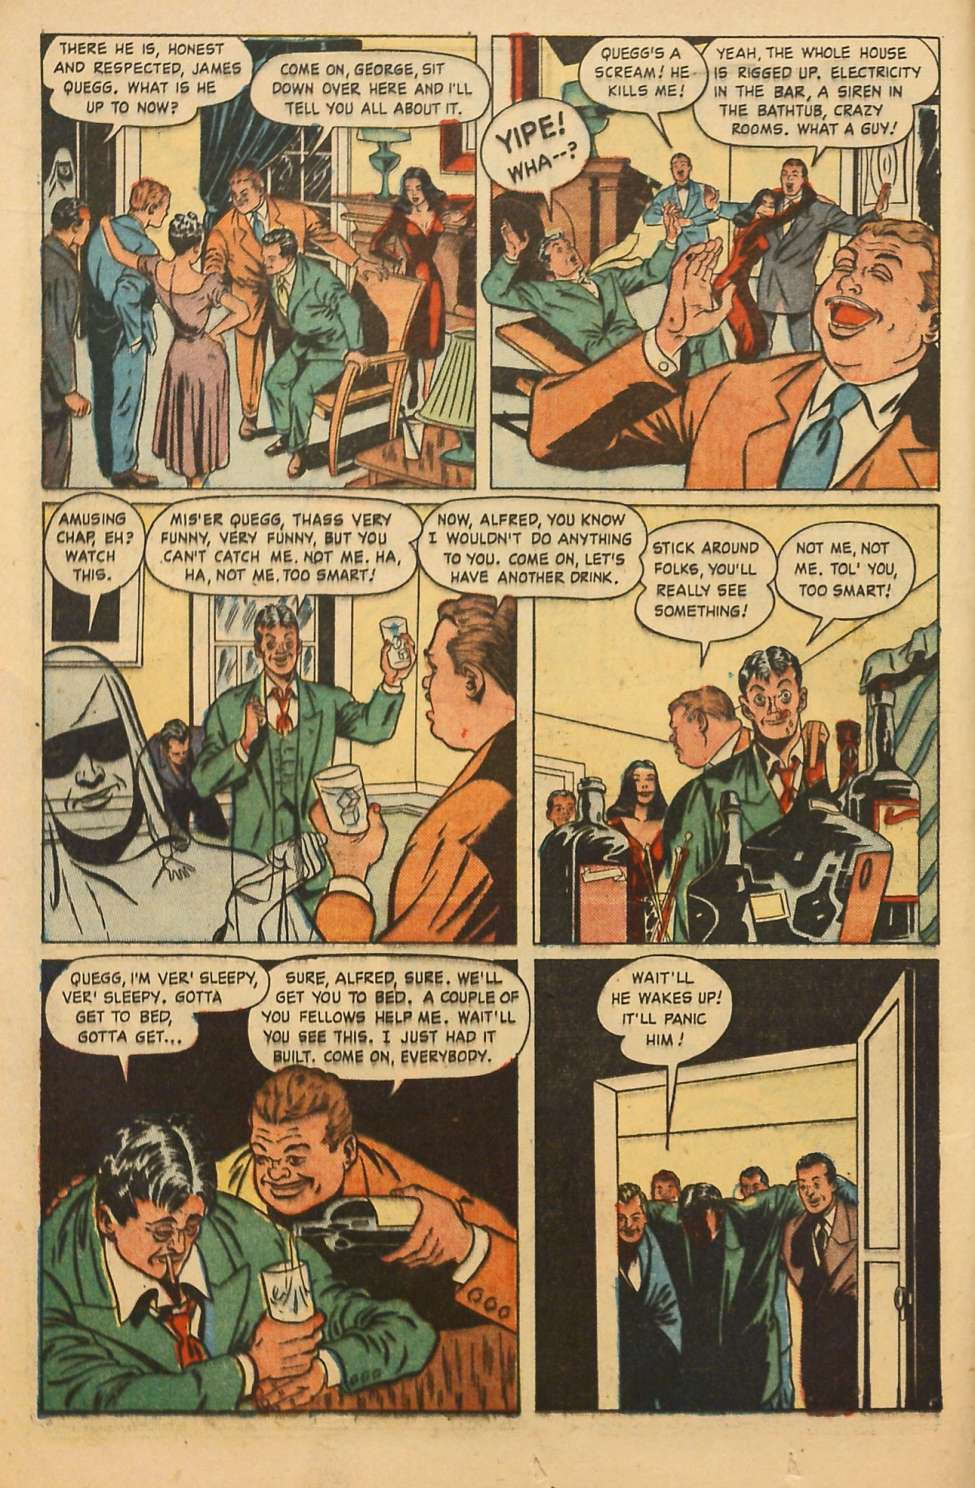 THERE HE IS, HONEST
AND RESPECTED, JAMES
QUEGG. WHAT IS HE
UP TO NOW?
COME ON, GEORGE, SIT
DOWN OVER HERE AND I'LL
TELL YOU ALL ABOUT IT.
YIPE!
WHA--?
QUEGG'S A
SCREAM! HE
KILLS ME!
YEAH, THE WHOLE HOUSE
IS RIGGED UP. ELECTRICITY
IN THE BAR, A SIREN IN
THE BATHTUB, CRAZY
ROOMS. WHAT A GUY!
AMUSING
CHAP, EH?
WATCH
THIS.
MIS'ER QUEGG, THASS VERY
FUNNY, VERY FUNNY, BUT YOU
CAN'T CATCH ME. NOT ME. HA,
HA, NOT ME. TOO SMART!
NOW, ALFRED, YOU KNOW
I WOULDN'T DO ANYTHING
TO YOU. COME ON, LET'S
HAVE ANOTHER DRINK.
STICK AROUND
FOLKS, YOU'LL
REALLY SEE
SOMETHING!
NOT ME, NOT
ME. TOL' YOU,
TOO SMART!
QUEGG, I'M VER' SLEEPY,
VER' SLEEPY. GOTTA
GET TO BED,
GOTTA GET...
SURE, ALFRED, SURE. WE'LL
GET YOU TO BED. A COUPLE OF
YOU FELLOWS HELP ME. WAIT'LL
YOU SEE THIS. I JUST HAD IT
BUILT. COME ON, EVERYBODY.
WAIT'LL
HE WAKES UP!
IT'LL PANIC
HIM!